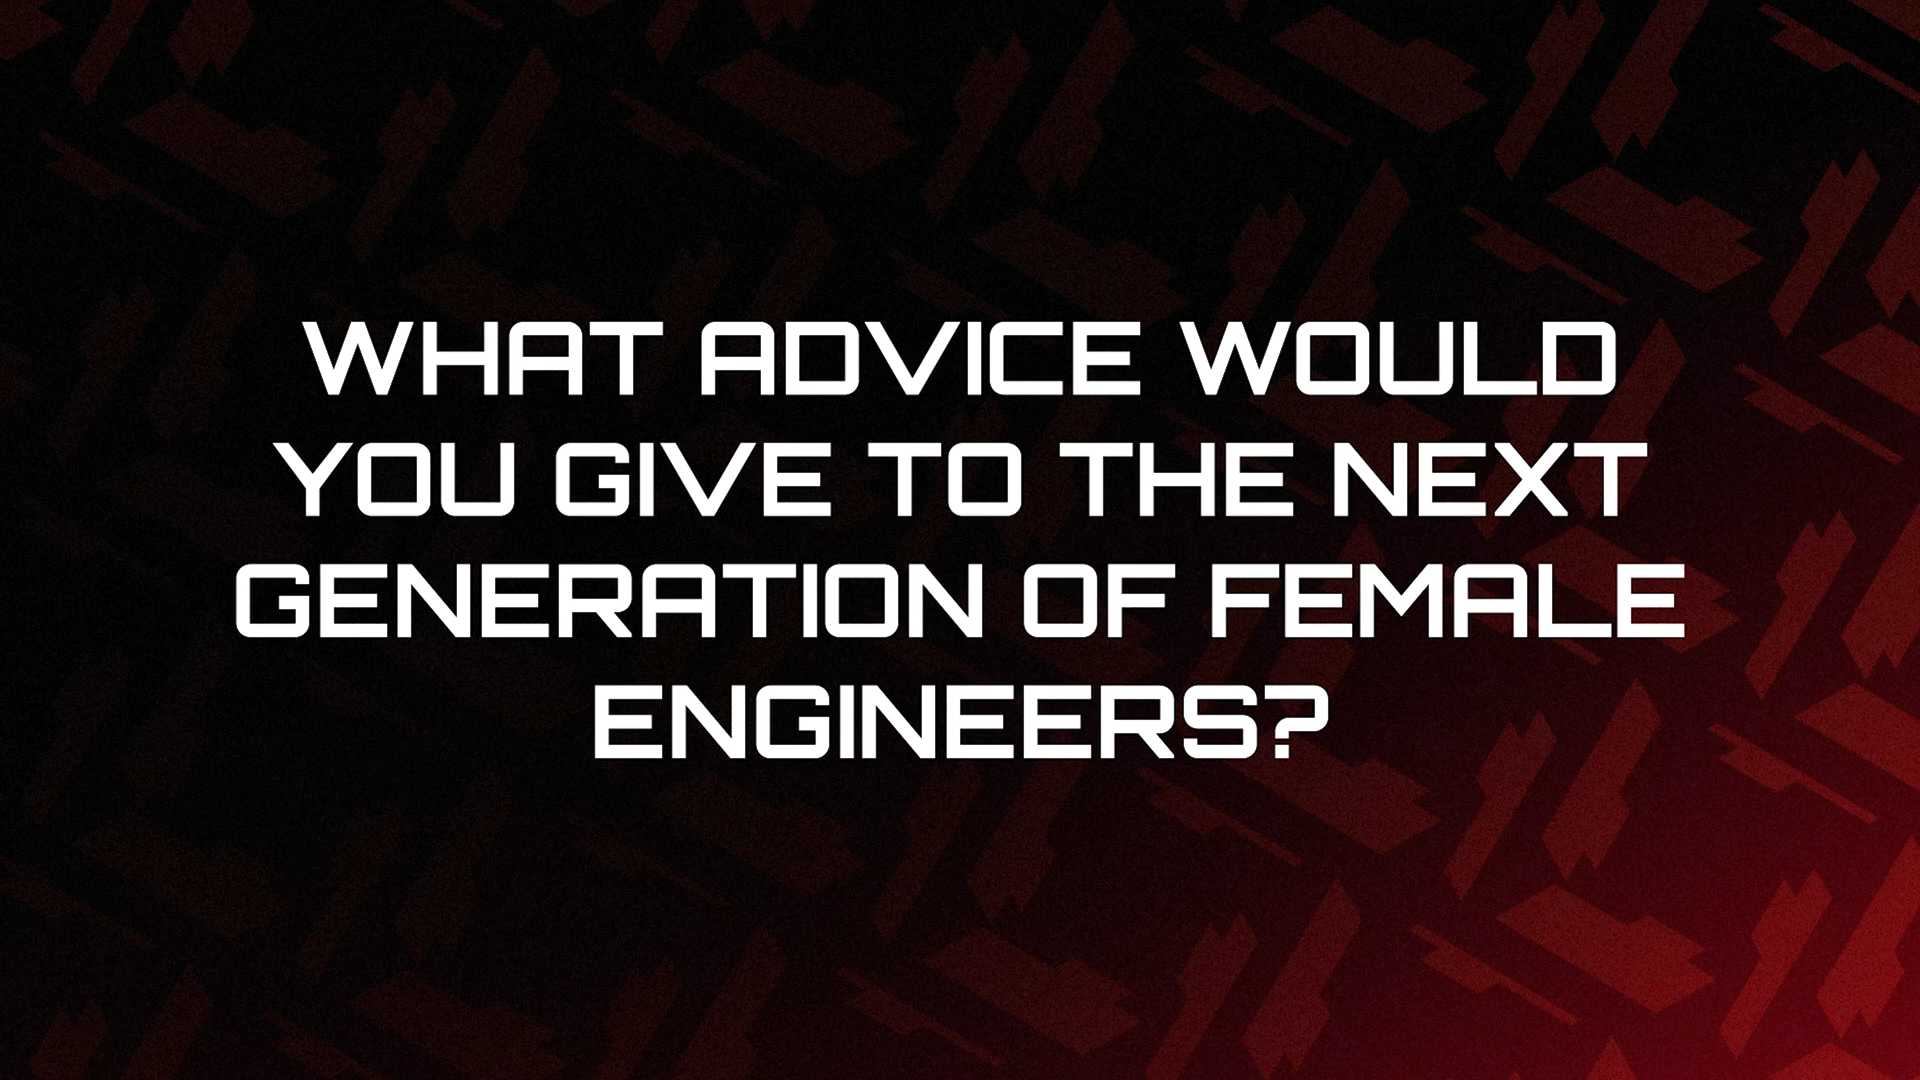 WHAT ADVICE WOULD
YOU GIVE TO THE NEXT
GENERATION OF FEMALE
ENGINEERS?